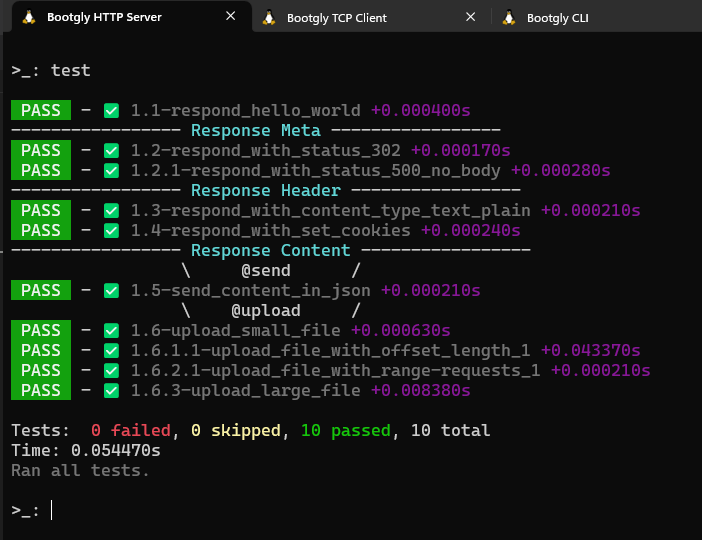 Bootgly HTTP Server × Bootgly TCP Client × Bootgly CLI
>_: test
PASS - ✅ 1.1-respond_hello_world +0.000400s
----------------- Response Meta -----------------
PASS - ✅ 1.2-respond_with_status_302 +0.000170s
PASS - ✅ 1.2.1-respond_with_status_500_no_body +0.000280s
----------------- Response Header -----------------
PASS - ✅ 1.3-respond_with_content_type_text_plain +0.000210s
PASS - ✅ 1.4-respond_with_set_cookies +0.000240s
----------------- Response Content -----------------
\ @send /
PASS - ✅ 1.5-send_content_in_json +0.000210s
\ @upload /
PASS - ✅ 1.6-upload_small_file +0.000630s
PASS - ✅ 1.6.1.1-upload_file_with_offset_length_1 +0.043370s
PASS - ✅ 1.6.2.1-upload_file_with_range-requests_1 +0.000210s
PASS - ✅ 1.6.3-upload_large_file +0.008380s
Tests:  0 failed, 0 skipped, 10 passed, 10 total
Time: 0.054470s
Ran all tests.
>_: